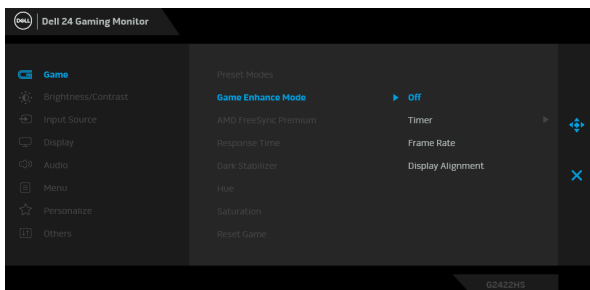 DELL Dell 24 Gaming Monitor
Game
Brightness/Contrast
Input Source
Display
Audio
Menu
Personalize
Others
Preset Modes
Game Enhance Mode
AMD FreeSync Premium
Response Time
Dark Stabilizer
Hue
Saturation
Reset Game
Off
Timer
Frame Rate
Display Alignment
G2422HS